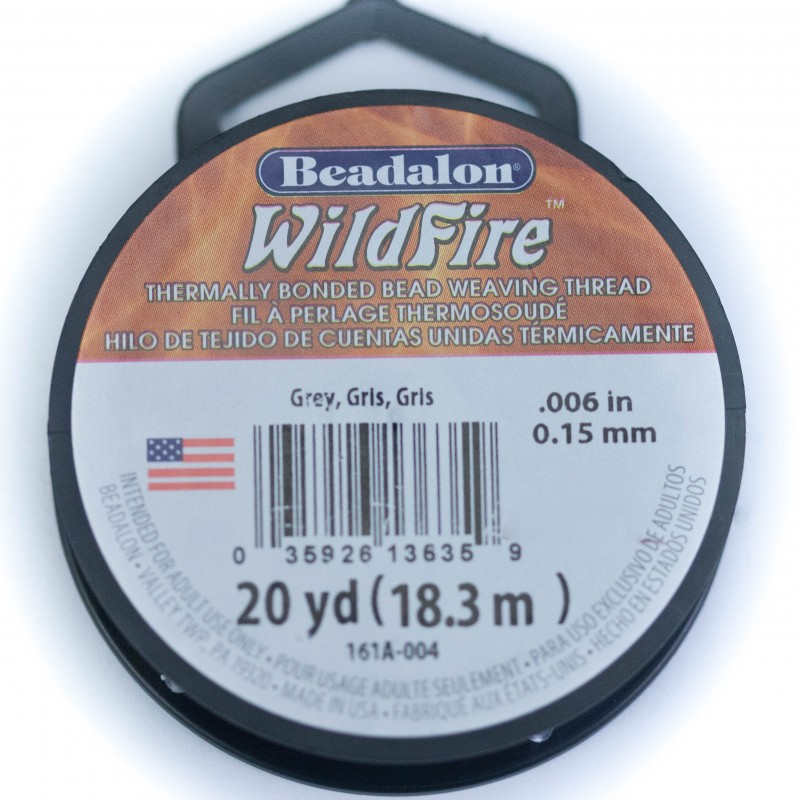 Beadalon®
WildFire™
THERMALLY BONDED BEAD WEAVING THREAD
FIL À PERLAGE THERMOSOUDÉ
HILO DE TEJIDO DE CUENTAS UNIDAS TÉRMICAMENTE
Grey, Gris, Gris
.006 in
0.15 mm
0 35926 13635 9
20 yd (18.3 m )
161A-004
INTENDED FOR ADULT USE ONLY • POUR USAGE ADULTE SEULEMENT • PARA USO EXCLUSIVO DE ADULTOS
BEADALON • VALLEY TWP., PA 19320 • MADE IN USA • FABRIQUE AUX ÉTATS-UNIS • HECHO EN ESTADOS UNIDOS